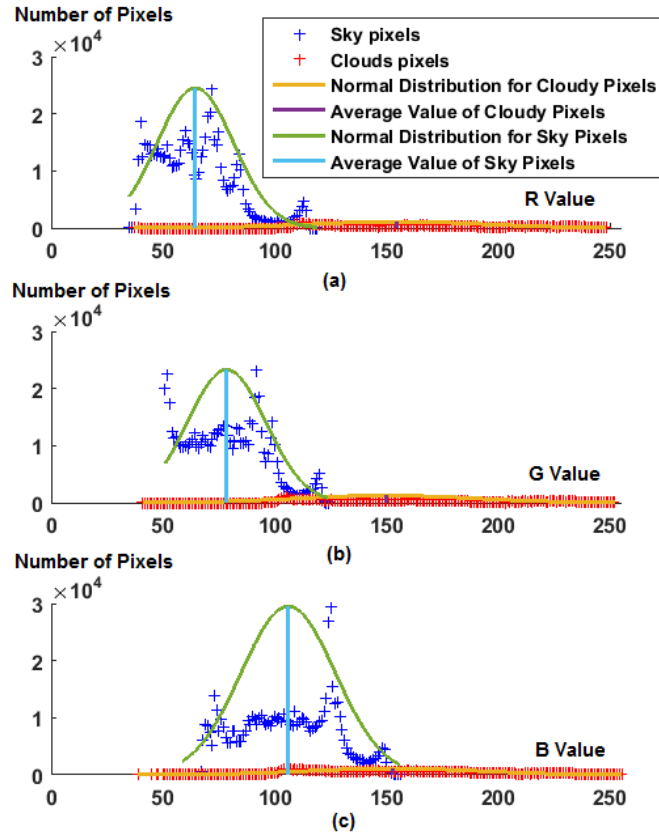 Number of Pixels
×10⁴
Sky pixels
Clouds pixels
Normal Distribution for Cloudy Pixels
Average Value of Cloudy Pixels
Normal Distribution for Sky Pixels
Average Value of Sky Pixels
3
2
1
0
R Value
0 50 100 150 200 250
(a)
Number of Pixels
×10⁴
3
2
1
0
G Value
0 50 100 150 200 250
(b)
Number of Pixels
×10⁴
3
2
1
0
B Value
0 50 100 150 200 250
(c)